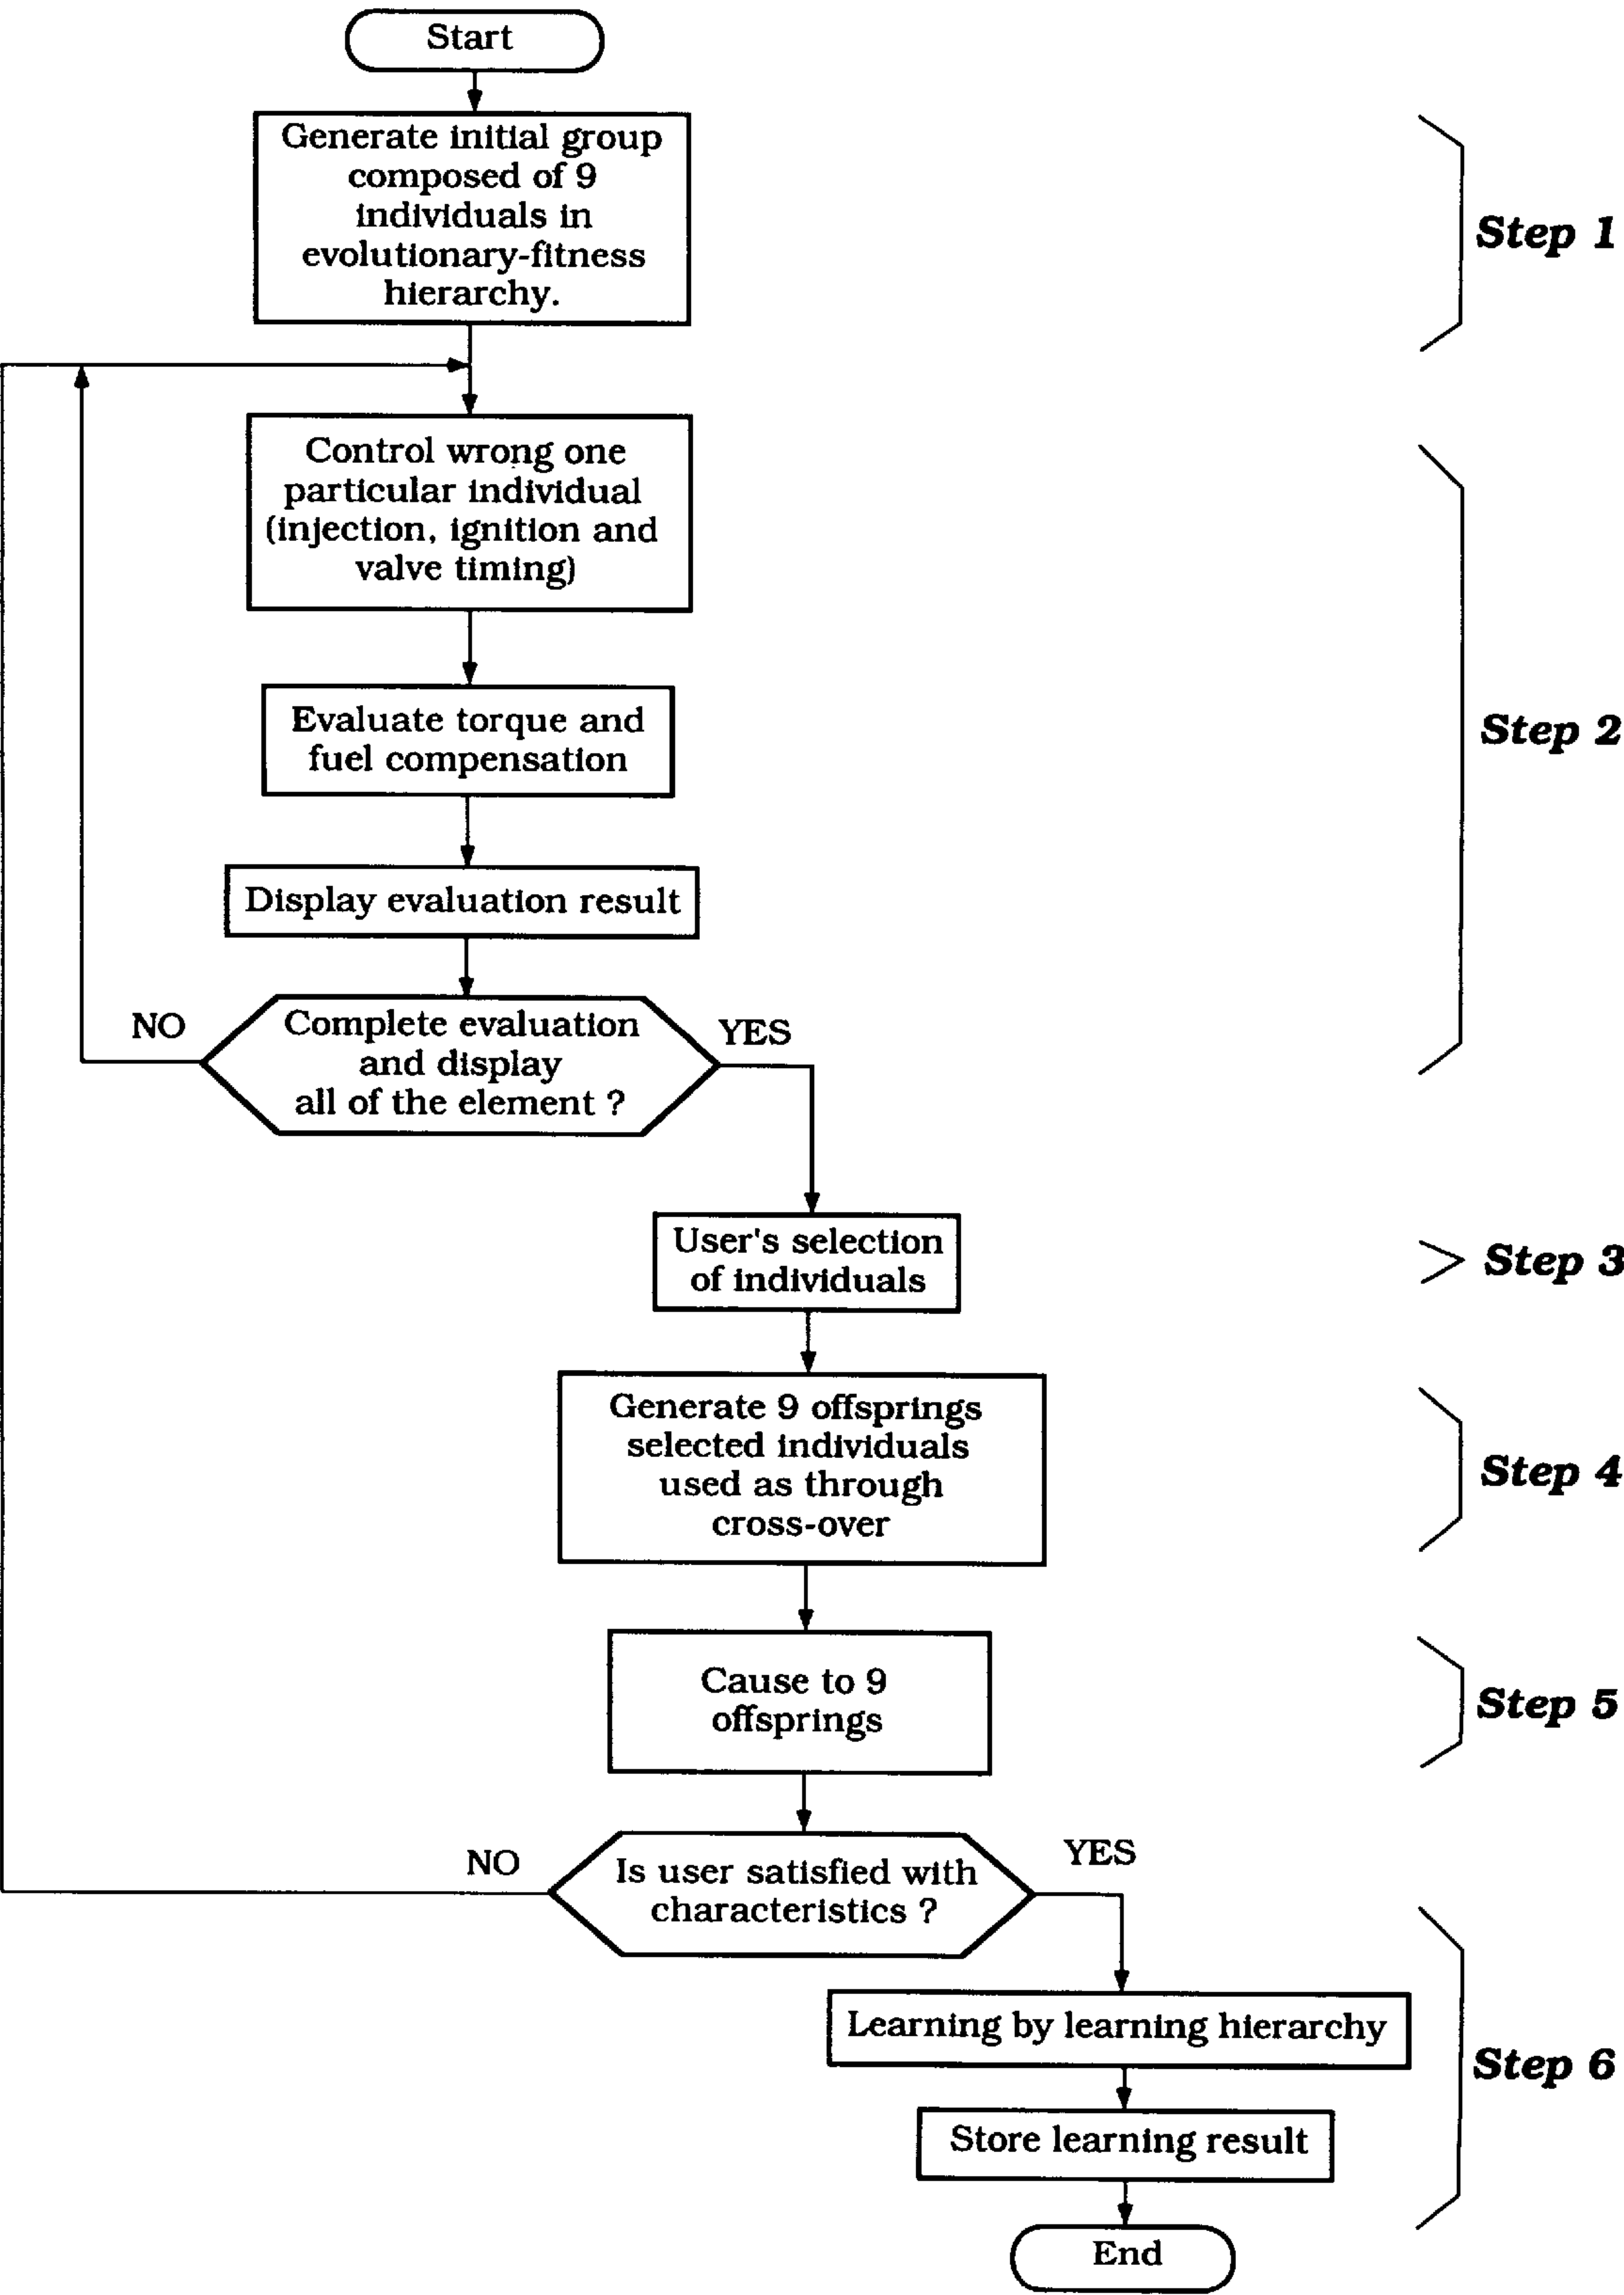 Start
Generate initial group
composed of 9
individuals in
evolutionary-fitness
hierarchy.
Step 1
Control wrong one
particular individual
(injection, ignition and
valve timing)
Evaluate torque and
fuel compensation
Step 2
Display evaluation result
NO
Complete evaluation
and display
all of the element ?
YES
User's selection
of individuals
Step 3
Generate 9 offsprings
selected individuals
used as through
cross-over
Step 4
Cause to 9
offsprings
Step 5
NO
Is user satisfied with
characteristics ?
YES
Learning by learning hierarchy
Step 6
Store learning result
End